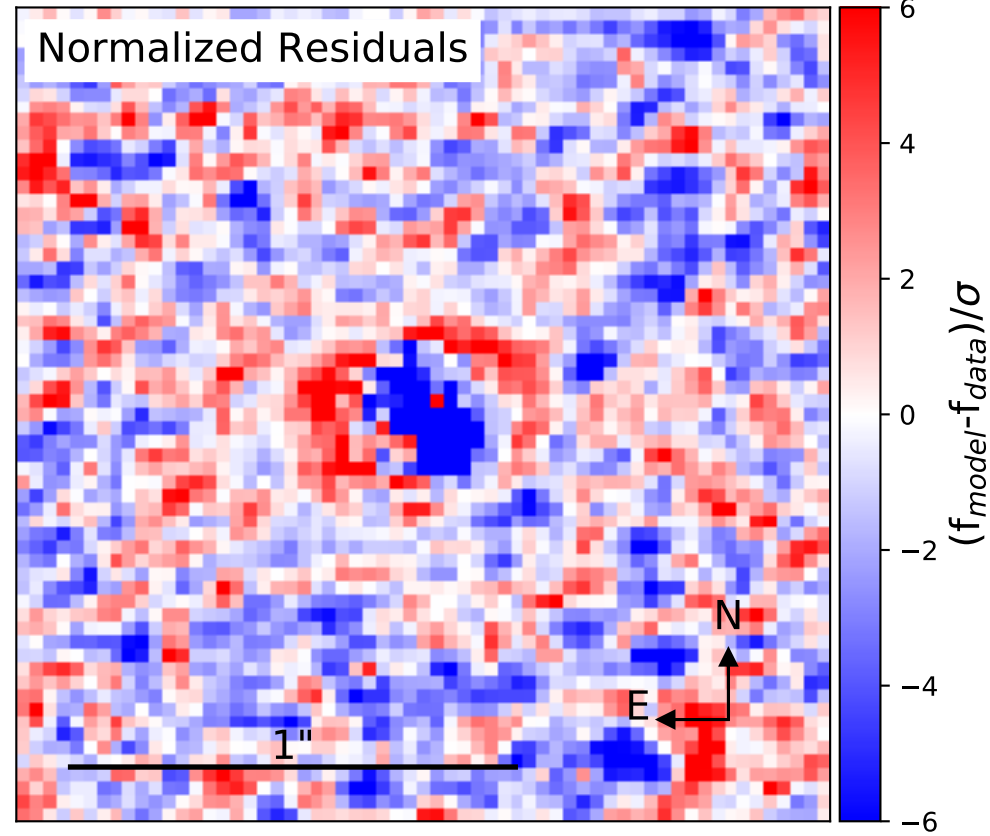 Normalized Residuals
6
4
2
0
−2
−4
−6
(f_model-f_data)/σ
N
E
1"